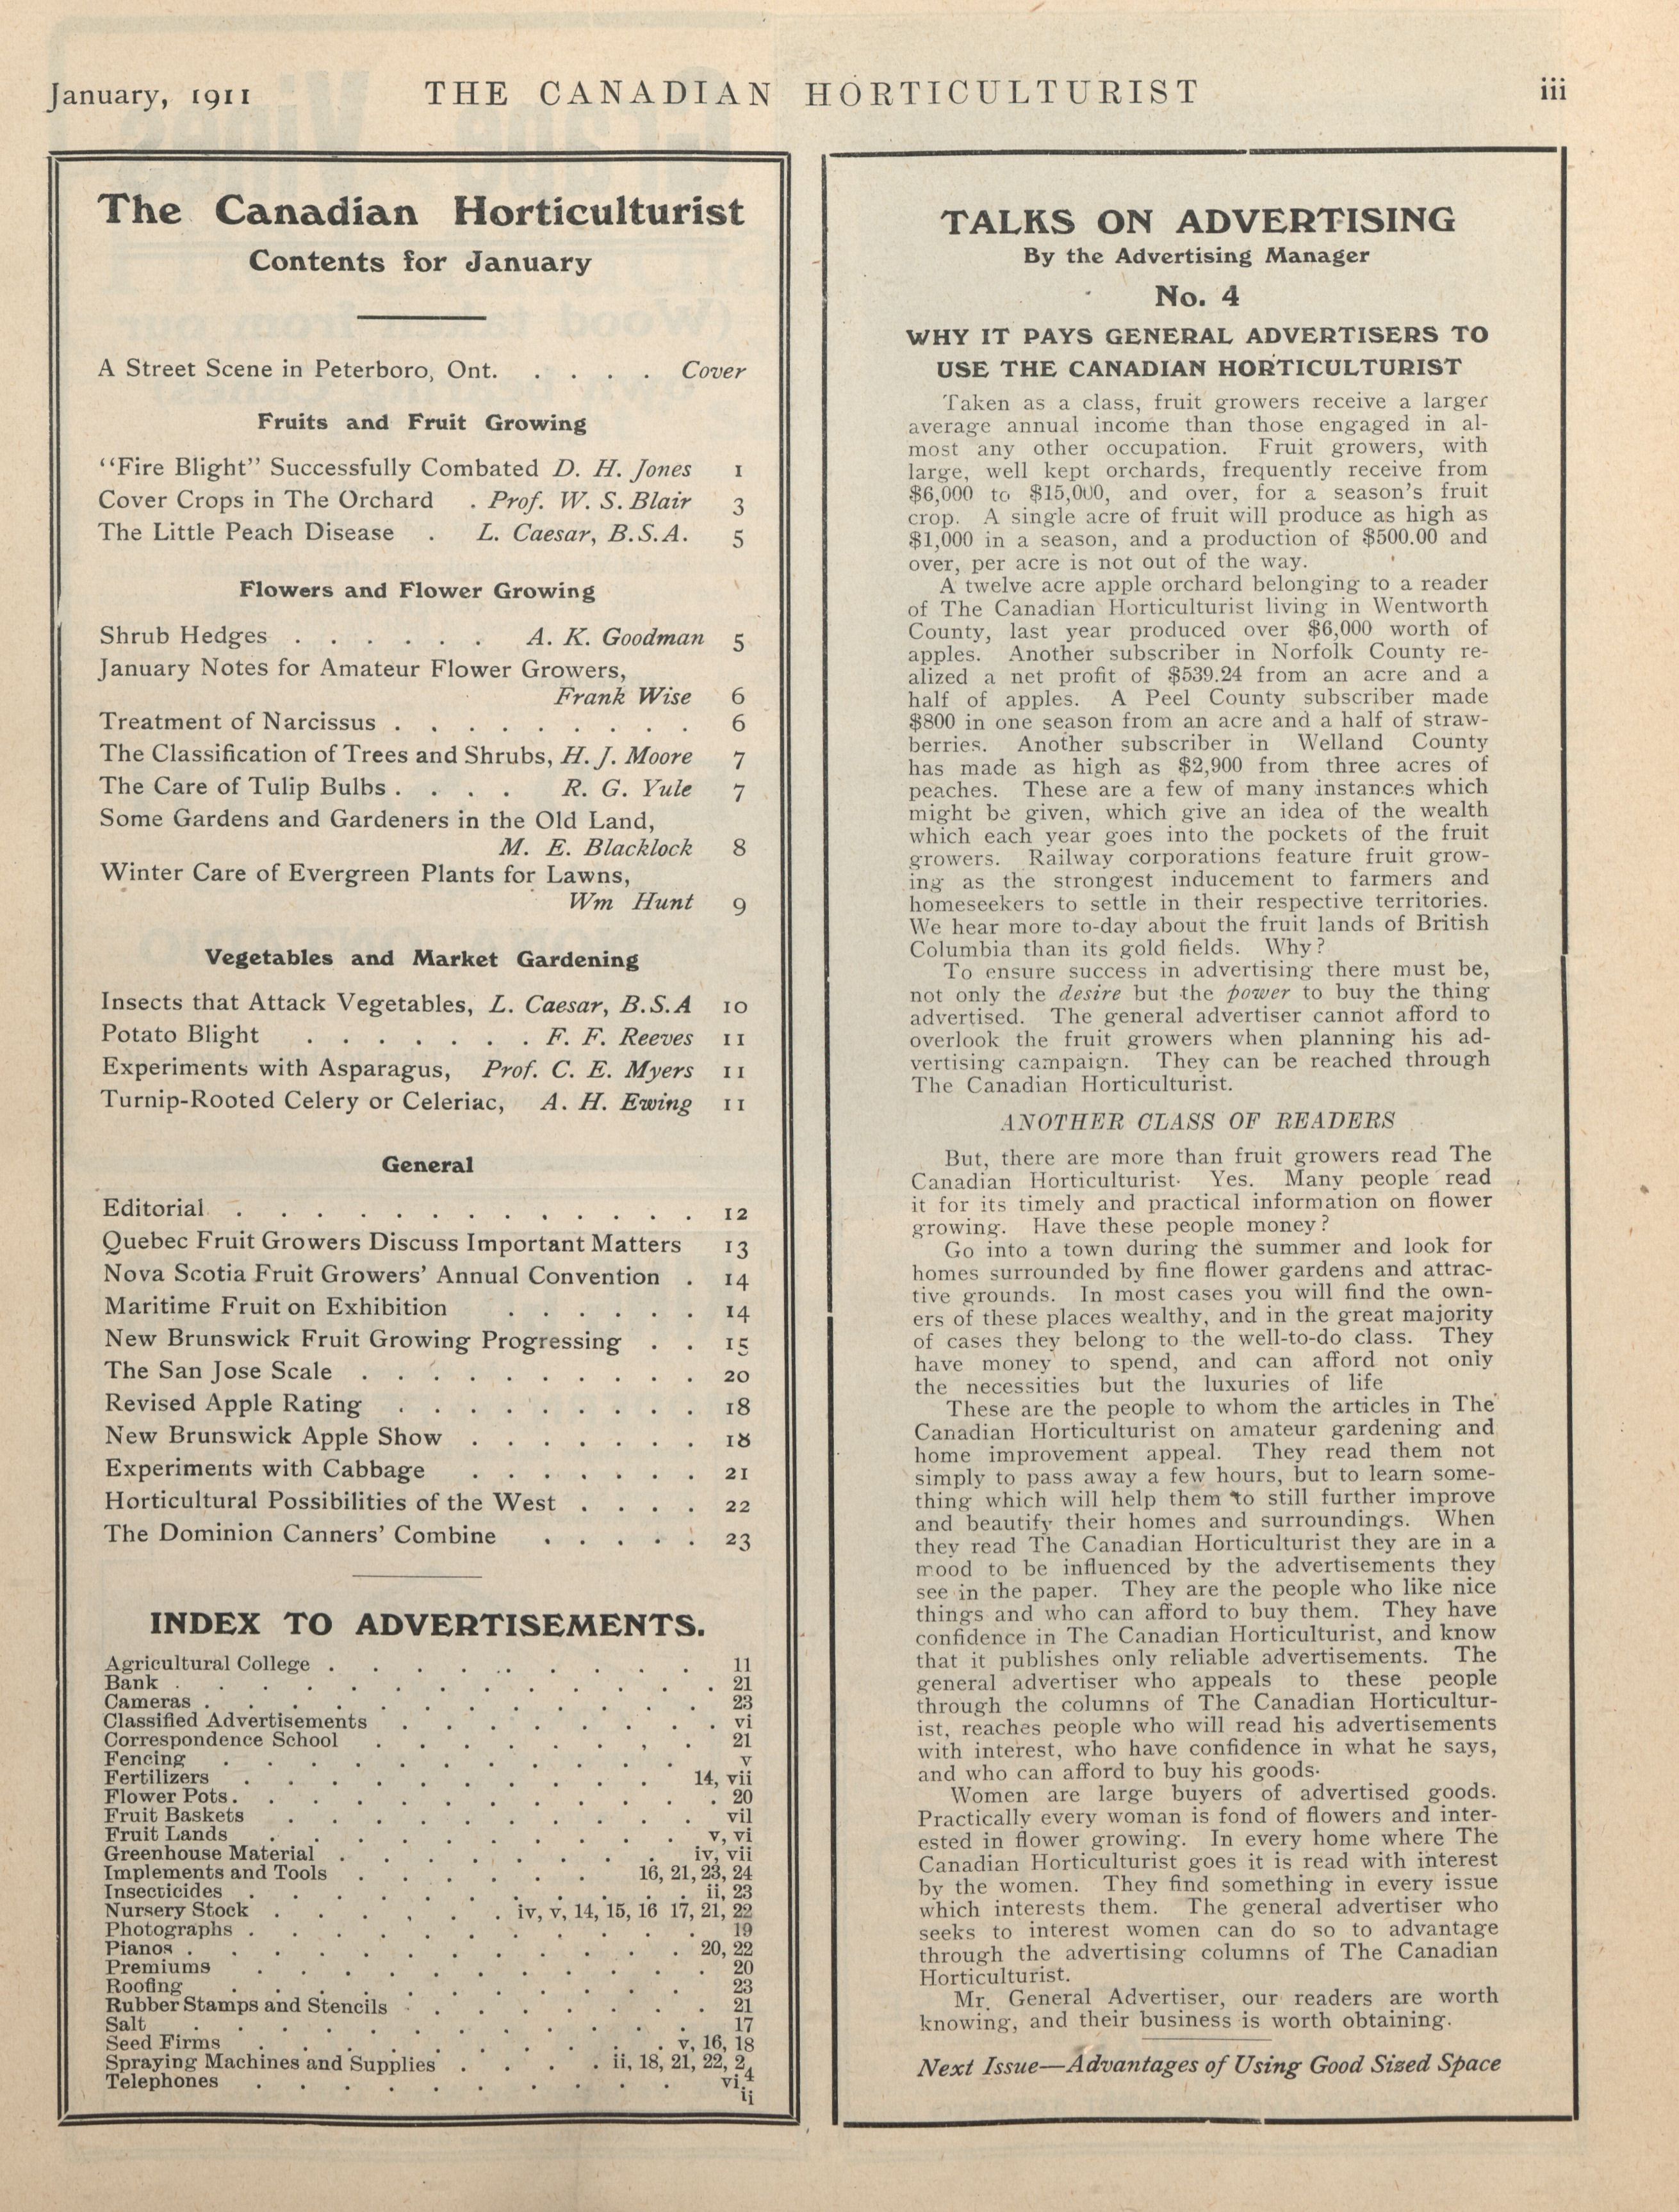 January, 1911 THE CANADIAN HORTICULTURIST iii
The Canadian Horticulturist
Contents for January
A Street Scene in Peterboro, Ont. . . . . Cover
Fruits and Fruit Growing
"Fire Blight" Successfully Combated D. H. Jones 1
Cover Crops in The Orchard . Prof. W. S. Blair 3
The Little Peach Disease . L. Caesar, B.S.A. 5
Flowers and Flower Growing
Shrub Hedges . . . . . . A. K. Goodman 5
January Notes for Amateur Flower Growers,
Frank Wise 6
Treatment of Narcissus . . . . . . . . . 6
The Classification of Trees and Shrubs, H. J. Moore 7
The Care of Tulip Bulbs . . . . R. G. Yule 7
Some Gardens and Gardeners in the Old Land,
M. E. Blacklock 8
Winter Care of Evergreen Plants for Lawns,
Wm Hunt 9
Vegetables and Market Gardening
Insects that Attack Vegetables, L. Caesar, B.S.A 10
Potato Blight . . . . . . . F. F. Reeves 11
Experiments with Asparagus, Prof. C. E. Myers 11
Turnip-Rooted Celery or Celeriac, A. H. Ewing 11
General
Editorial . . . . . . . . . . . . . 12
Quebec Fruit Growers Discuss Important Matters 13
Nova Scotia Fruit Growers' Annual Convention . 14
Maritime Fruit on Exhibition . . . . . . 14
New Brunswick Fruit Growing Progressing . . 15
The San Jose Scale . . . . . . . . . . 20
Revised Apple Rating . . . . . . . . . 18
New Brunswick Apple Show . . . . . . . 18
Experiments with Cabbage . . . . . . . 21
Horticultural Possibilities of the West . . . . 22
The Dominion Canners' Combine . . . . . 23
INDEX TO ADVERTISEMENTS.
Agricultural College . . . . . . . . . 11
Bank . . . . . . . . . . . . . 21
Cameras . . . . . . . . . . . . 23
Classified Advertisements . . . . . . . . vi
Correspondence School . . . . . . . . 21
Fencing . . . . . . . . . . . v
Fertilizers . . . . . . . . . . 14, vii
Flower Pots . . . . . . . . . . . . 20
Fruit Baskets . . . . . . . . . . vil
Fruit Lands . . . . . . . . . . v, vi
Greenhouse Material . . . . . . . . iv, vii
Implements and Tools . . . . . . 16, 21, 23, 24
Insecticides . . . . . . . . . . . ii, 23
Nursery Stock . . . . . . iv, v, 14, 15, 16 17, 21, 22
Photographs . . . . . . . . . . . 19
Pianos . . . . . . . . . . . . 20, 22
Premiums . . . . . . . . . . . 20
Roofing . . . . . . . . . . . 23
Rubber Stamps and Stencils . . . . . . . 21
Salt . . . . . . . . . . . . 17
Seed Firms . . . . . . . . . . v, 16, 18
Spraying Machines and Supplies . . . . ii, 18, 21, 22, 2
4
Telephones . . . . . . . . . . vi.
ii
TALKS ON ADVERTISING
By the Advertising Manager
No. 4
WHY IT PAYS GENERAL ADVERTISERS TO
USE THE CANADIAN HORTICULTURIST
Taken as a class, fruit growers receive a larger
average annual income than those engaged in al-
most any other occupation. Fruit growers, with
large, well kept orchards, frequently receive from
$6,000 to $15,000, and over, for a season's fruit
crop. A single acre of fruit will produce as high as
$1,000 in a season, and a production of $500.00 and
over, per acre is not out of the way.
A twelve acre apple orchard belonging to a reader
of The Canadian Horticulturist living in Wentworth
County, last year produced over $6,000 worth of
apples. Another subscriber in Norfolk County re-
alized a net profit of $539.24 from an acre and a
half of apples. A Peel County subscriber made
$800 in one season from an acre and a half of straw-
berries. Another subscriber in Welland County
has made as high as $2,900 from three acres of
peaches. These are a few of many instances which
might be given, which give an idea of the wealth
which each year goes into the pockets of the fruit
growers. Railway corporations feature fruit grow-
ing as the strongest inducement to farmers and
homeseekers to settle in their respective territories.
We hear more to-day about the fruit lands of British
Columbia than its gold fields. Why?
To ensure success in advertising there must be,
not only the desire but the power to buy the thing
advertised. The general advertiser cannot afford to
overlook the fruit growers when planning his ad-
vertising campaign. They can be reached through
The Canadian Horticulturist.
ANOTHER CLASS OF READERS
But, there are more than fruit growers read The
Canadian Horticulturist. Yes. Many people read
it for its timely and practical information on flower
growing. Have these people money?
Go into a town during the summer and look for
homes surrounded by fine flower gardens and attrac-
tive grounds. In most cases you will find the own-
ers of these places wealthy, and in the great majority
of cases they belong to the well-to-do class. They
have money to spend, and can afford not only
the necessities but the luxuries of life
These are the people to whom the articles in The
Canadian Horticulturist on amateur gardening and
home improvement appeal. They read them not
simply to pass away a few hours, but to learn some-
thing which will help them to still further improve
and beautify their homes and surroundings. When
they read The Canadian Horticulturist they are in a
mood to be influenced by the advertisements they
see in the paper. They are the people who like nice
things and who can afford to buy them. They have
confidence in The Canadian Horticulturist, and know
that it publishes only reliable advertisements. The
general advertiser who appeals to these people
through the columns of The Canadian Horticultur-
ist, reaches people who will read his advertisements
with interest, who have confidence in what he says,
and who can afford to buy his goods.
Women are large buyers of advertised goods.
Practically every woman is fond of flowers and inter-
ested in flower growing. In every home where The
Canadian Horticulturist goes it is read with interest
by the women. They find something in every issue
which interests them. The general advertiser who
seeks to interest women can do so to advantage
through the advertising columns of The Canadian
Horticulturist.
Mr. General Advertiser, our readers are worth
knowing, and their business is worth obtaining.
Next Issue—Advantages of Using Good Sized Space